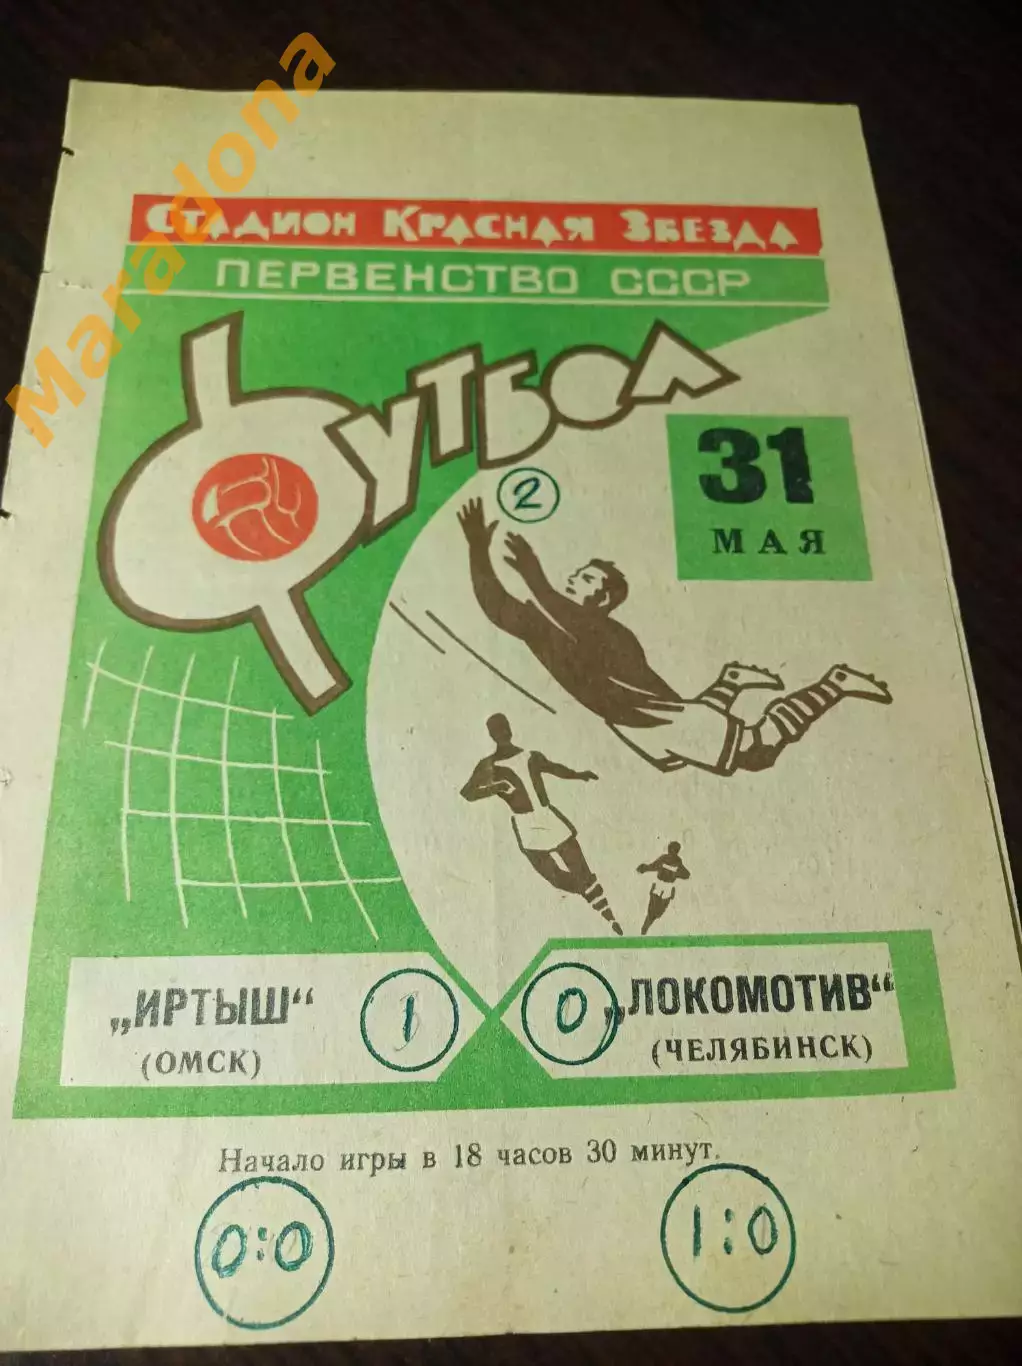 Maradona
СТАДИОН КРАСНАЯ ЗВЕЗДА
ПЕРВЕНСТВО СССР
ФУТБОЛ
31
МАЯ
2
„ИРТЫШ“ 1 0 „ЛОКОМОТИВ“
(ОМСК) (ЧЕЛЯБИНСК)
Начало игры в 18 часов 30 минут.
0:0 1:0